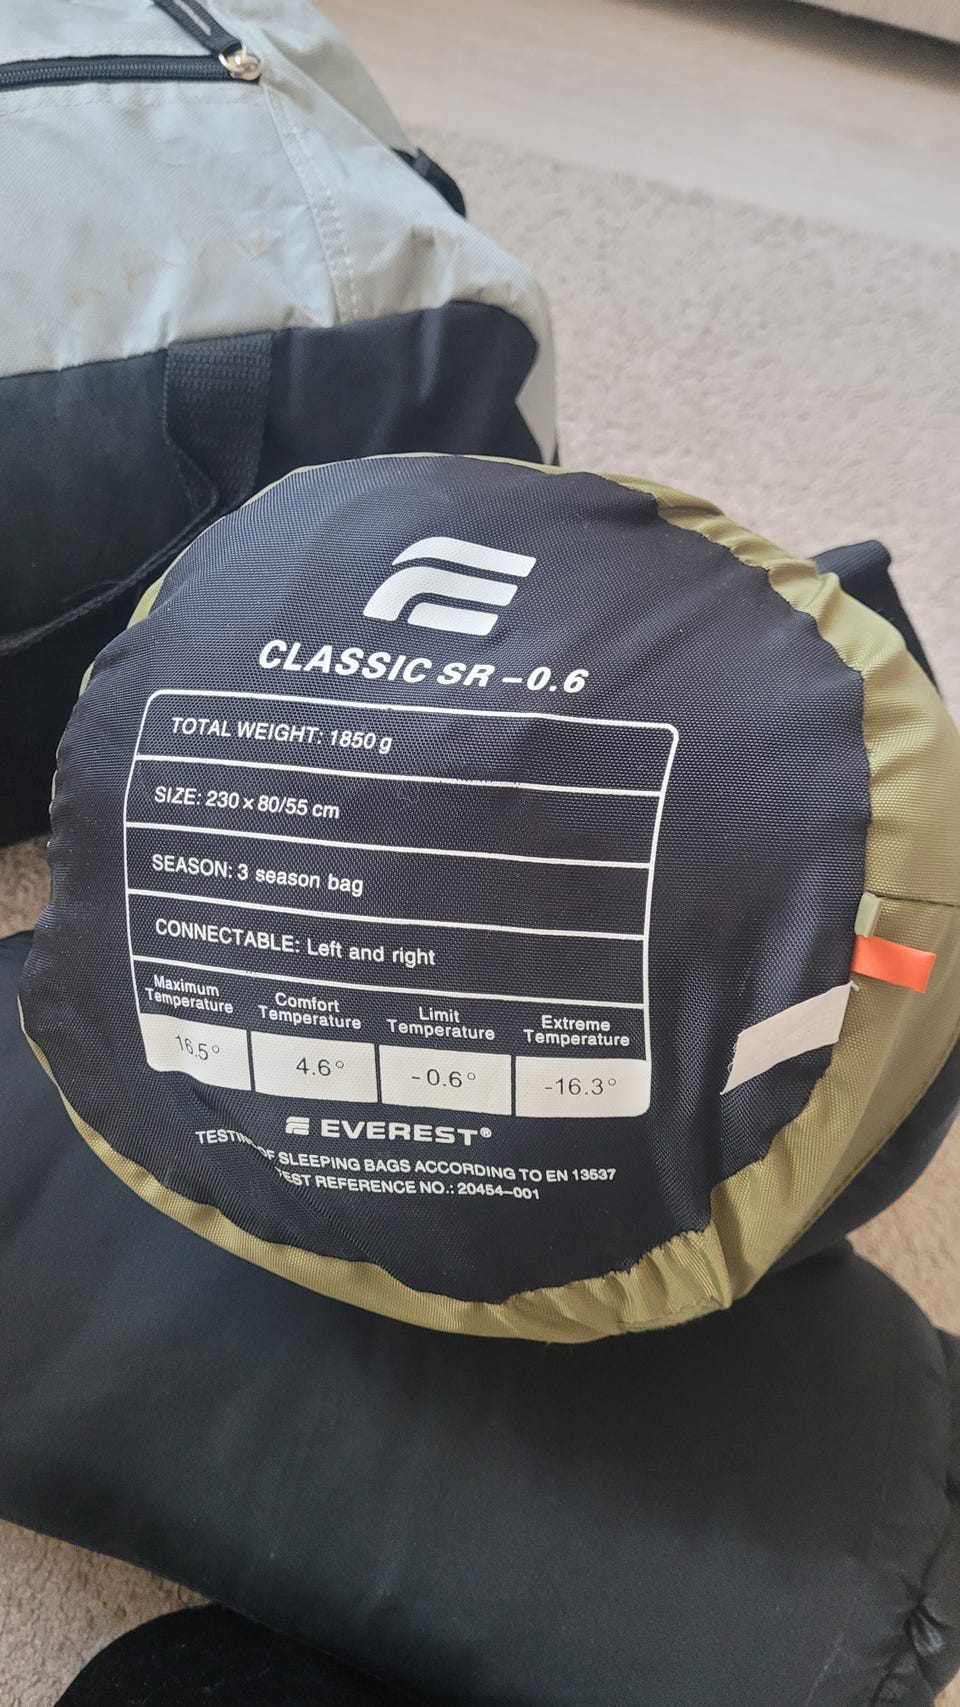 CLASSIC SR -0.6
TOTAL WEIGHT: 1850 g
SIZE: 230 x 80/55 cm
SEASON: 3 season bag
CONNECTABLE: Left and right
Maximum Temperature
Comfort Temperature
Limit Temperature
Extreme Temperature
16.5°
4.6°
-0.6°
-16.3°
EVEREST®
OF SLEEPING BAGS ACCORDING TO EN 13537
REFERENCE NO.: 20454-001